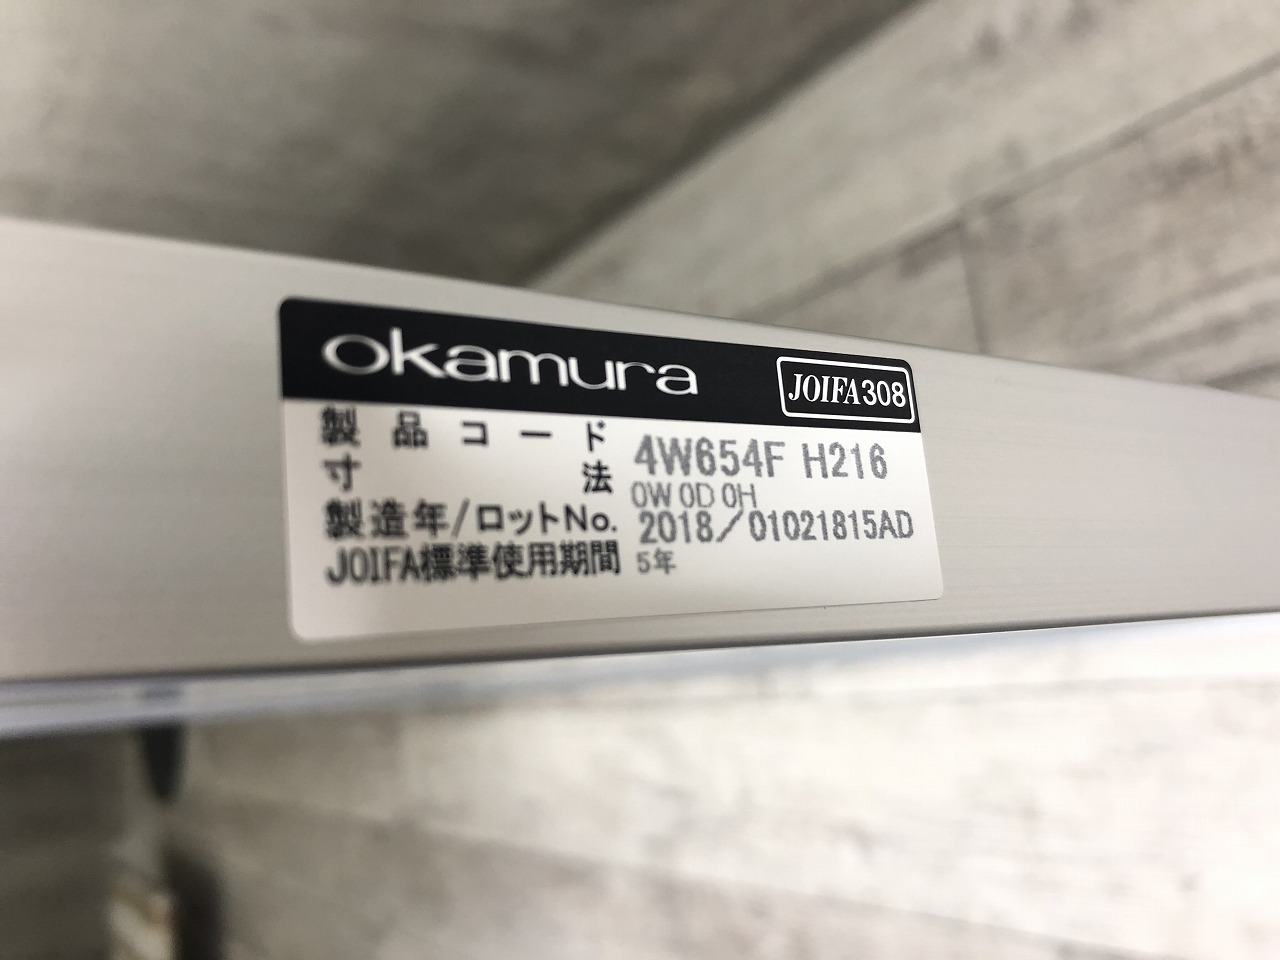 okamura JOIFA308
製品コード 4W654F H216
寸法 0W 0D 0H
製造年/ロットNo. 2018/01021815AD
JOIFA標準使用期間 5年